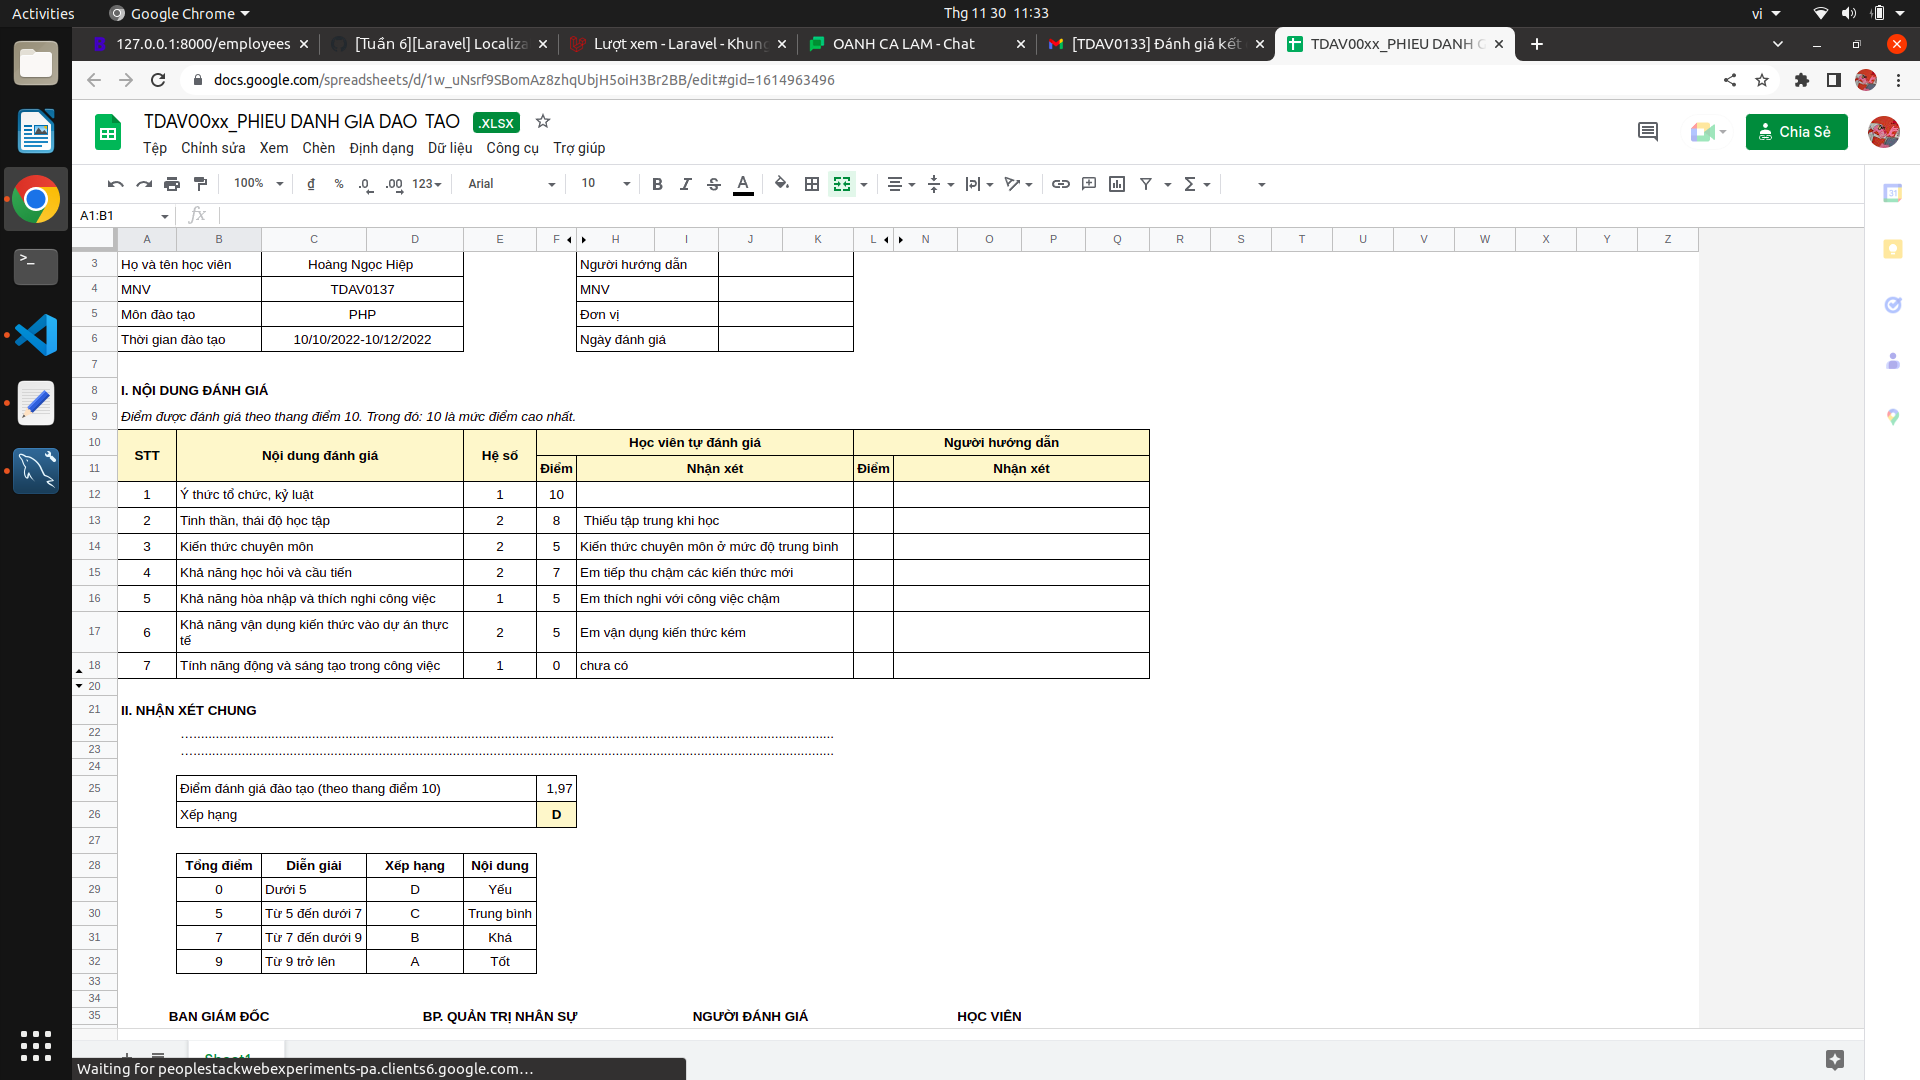 Activities Google Chrome Thg 11 30 11:33 vi
127.0.0.1:8000/employees [Tuần 6][Laravel] Localiza Lượt xem - Laravel - Khung OANH CA LAM - Chat [TDAV0133] Đánh giá kết TDAV00xx_PHIEU DANH G
docs.google.com/spreadsheets/d/1w_uNsrf9SBomAz8zhqUbjH5oiH3Br2BB/edit#gid=1614963496
TDAV00xx_PHIEU DANH GIA DAO TAO .XLSX
Chia Sẻ
Tệp Chỉnh sửa Xem Chèn Định dạng Dữ liệu Công cụ Trợ giúp
100% đ % .0 .00 123 Arial 10 B I S A
A1:B1 fx
A B C D E F H I J K L N O P Q R S T U V W X Y Z
3 Họ và tên học viên Hoàng Ngọc Hiệp Người hướng dẫn
4 MNV TDAV0137 MNV
5 Môn đào tạo PHP Đơn vị
6 Thời gian đào tạo 10/10/2022-10/12/2022 Ngày đánh giá
7
8 I. NỘI DUNG ĐÁNH GIÁ
9 Điểm được đánh giá theo thang điểm 10. Trong đó: 10 là mức điểm cao nhất.
10 STT Nội dung đánh giá Hệ số Học viên tự đánh giá Người hướng dẫn
11 Điểm Nhận xét Điểm Nhận xét
12 1 Ý thức tổ chức, kỷ luật 1 10
13 2 Tinh thần, thái độ học tập 2 8 Thiếu tập trung khi học
14 3 Kiến thức chuyên môn 2 5 Kiến thức chuyên môn ở mức độ trung bình
15 4 Khả năng học hỏi và cầu tiến 2 7 Em tiếp thu chậm các kiến thức mới
16 5 Khả năng hòa nhập và thích nghi công việc 1 5 Em thích nghi với công việc chậm
17 6 Khả năng vận dụng kiến thức vào dự án thực
tế 2 5 Em vận dụng kiến thức kém
18 7 Tính năng động và sáng tạo trong công việc 1 0 chưa có
20
21 II. NHẬN XÉT CHUNG
22
23
24
25 Điểm đánh giá đào tạo (theo thang điểm 10) 1,97
26 Xếp hạng D
27
28 Tổng điểm Diễn giải Xếp hạng Nội dung
29 0 Dưới 5 D Yếu
30 5 Từ 5 đến dưới 7 C Trung bình
31 7 Từ 7 đến dưới 9 B Khá
32 9 Từ 9 trở lên A Tốt
33
34
35 BAN GIÁM ĐỐC BP. QUẢN TRỊ NHÂN SỰ NGƯỜI ĐÁNH GIÁ HỌC VIÊN
Sheet1
Waiting for peoplestackwebexperiments-pa.clients6.google.com…